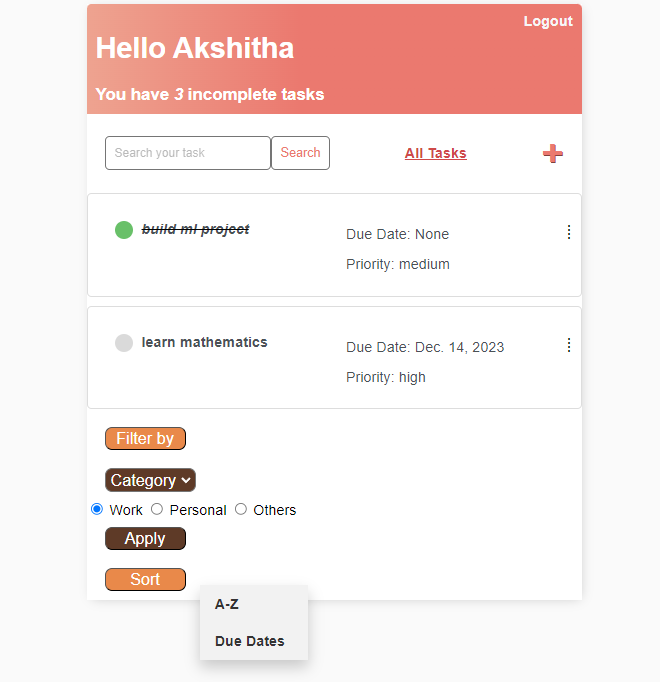 Logout
Hello Akshitha
You have 3 incomplete tasks
Search your task Search All Tasks
build ml project
Due Date: None
Priority: medium
learn mathematics
Due Date: Dec. 14, 2023
Priority: high
Filter by
Category
Work Personal Others
Apply
Sort
A-Z
Due Dates